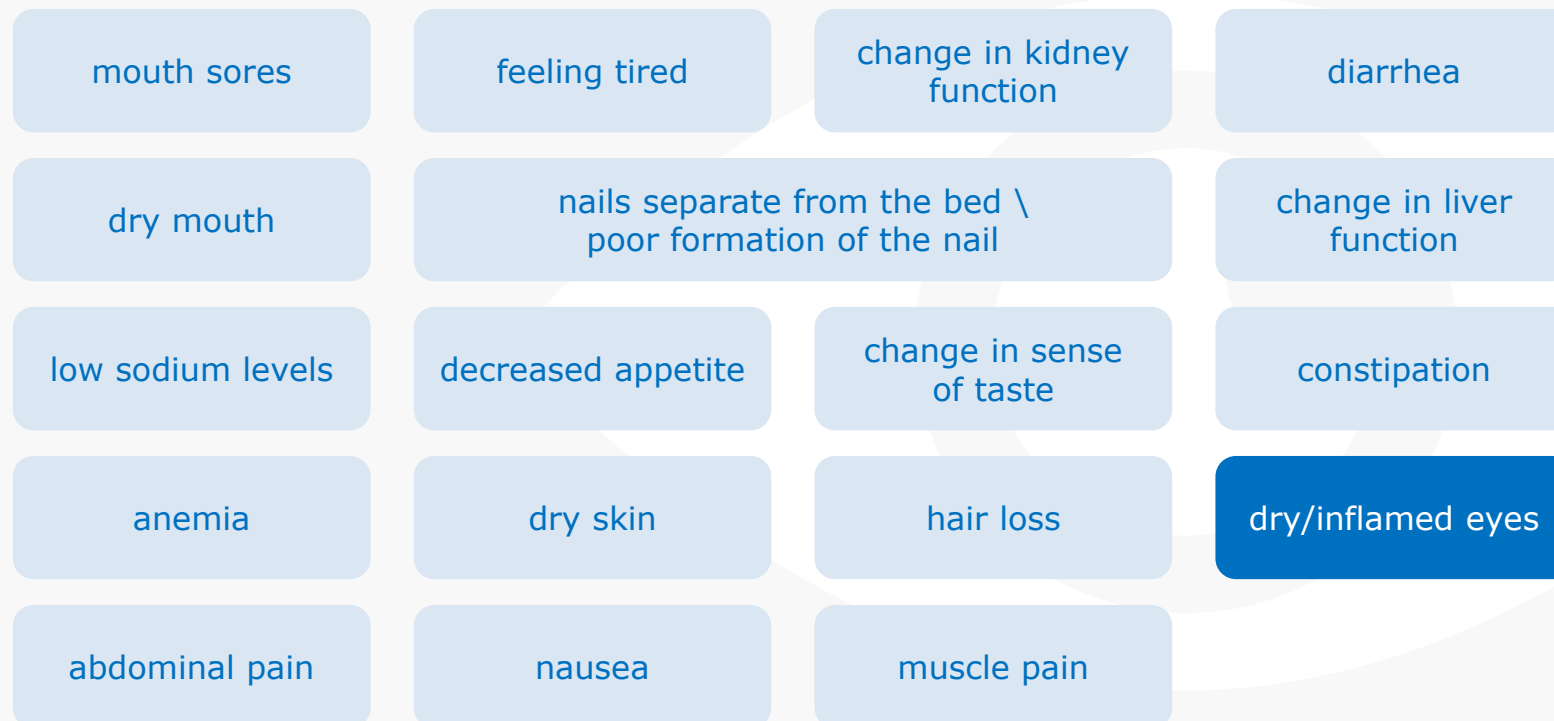 mouth sores
feeling tired
change in kidney
function
diarrhea
dry mouth
nails separate from the bed \
poor formation of the nail
change in liver
function
low sodium levels
decreased appetite
change in sense
of taste
constipation
anemia
dry skin
hair loss
dry/inflamed eyes
abdominal pain
nausea
muscle pain